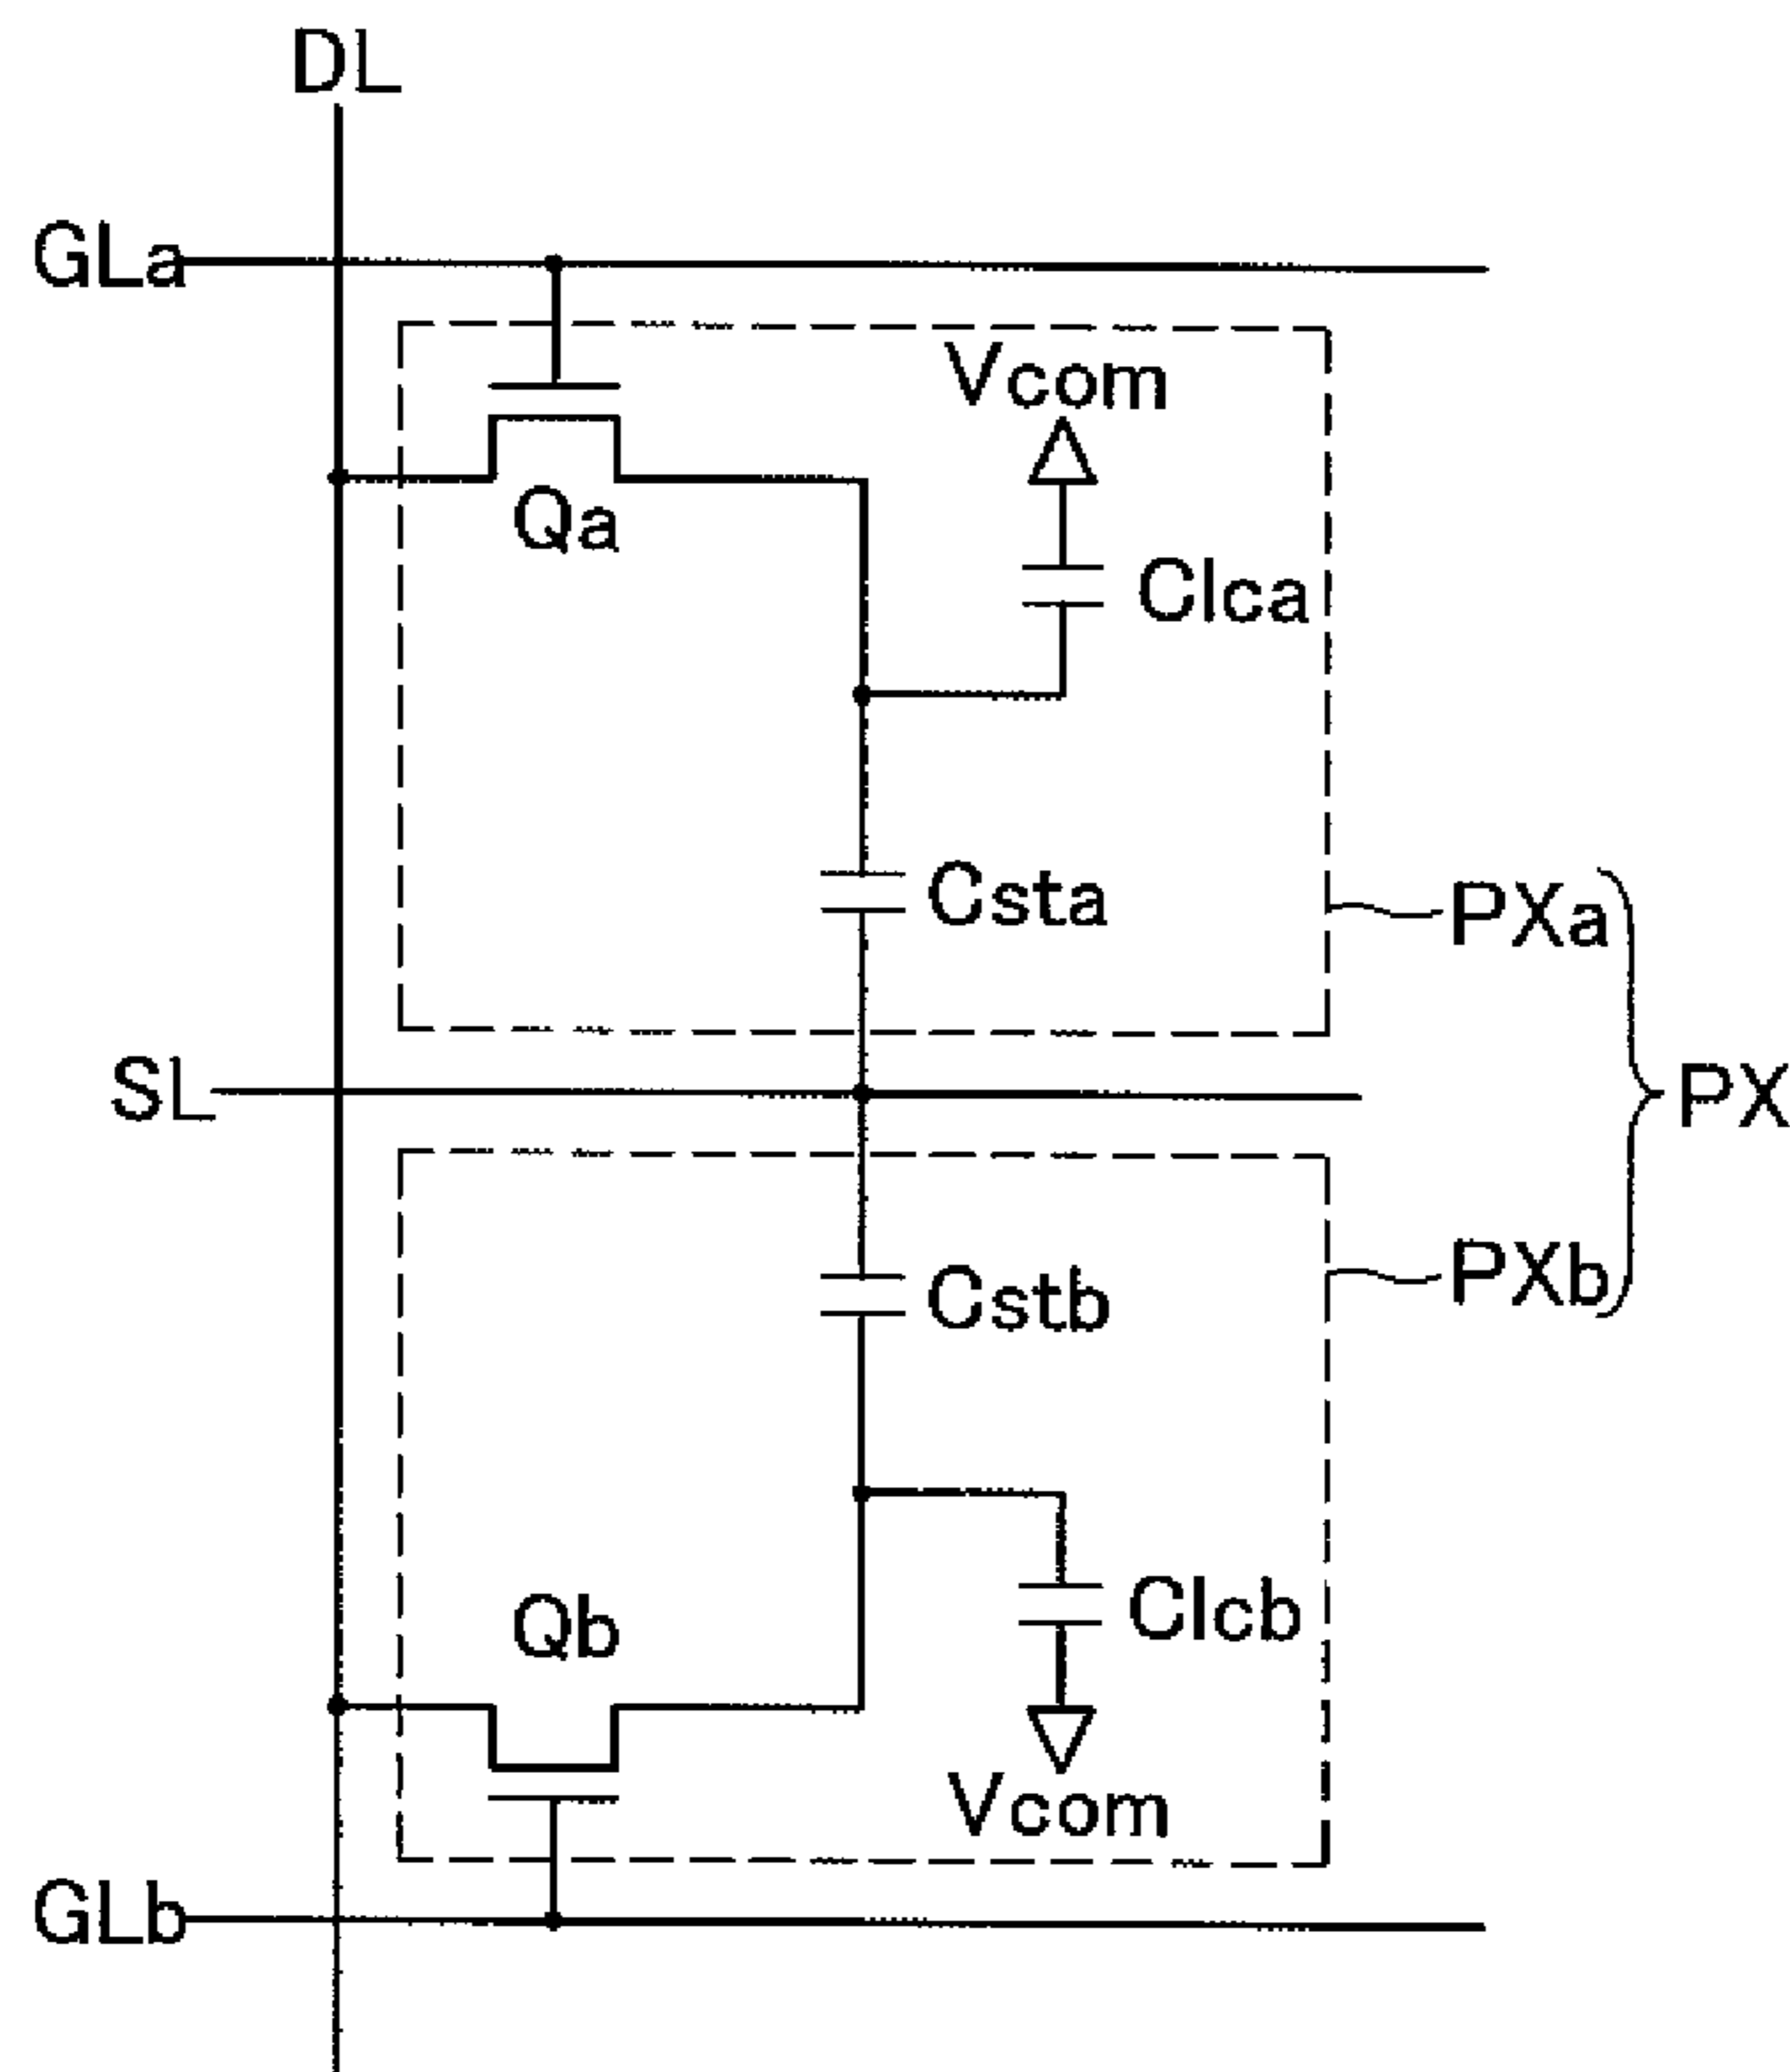 DL
GLa
Vcom
Qa
Clca
Csta
PXa
SL
PX
PXb
Cstb
Qb
Clcb
Vcom
GLb